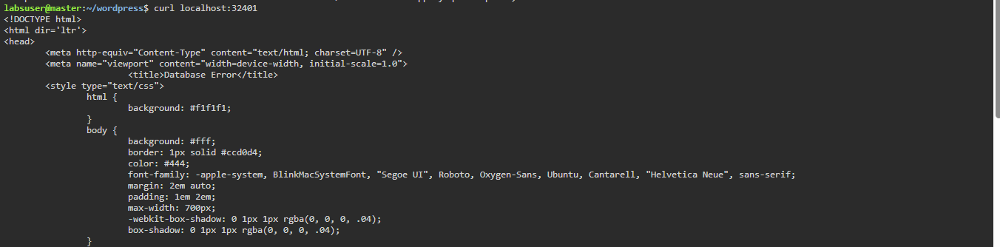 labsuser@master:~/wordpress$ curl localhost:32401
<!DOCTYPE html>
<html dir='ltr'>
<head>
        <meta http-equiv="Content-Type" content="text/html; charset=UTF-8" />
        <meta name="viewport" content="width=device-width, initial-scale=1.0">
                        <title>Database Error</title>
        <style type="text/css">
                html {
                        background: #f1f1f1;
                }
                body {
                        background: #fff;
                        border: 1px solid #ccd0d4;
                        color: #444;
                        font-family: -apple-system, BlinkMacSystemFont, "Segoe UI", Roboto, Oxygen-Sans, Ubuntu, Cantarell, "Helvetica Neue", sans-serif;
                        margin: 2em auto;
                        padding: 1em 2em;
                        max-width: 700px;
                        -webkit-box-shadow: 0 1px 1px rgba(0, 0, 0, .04);
                        box-shadow: 0 1px 1px rgba(0, 0, 0, .04);
                }